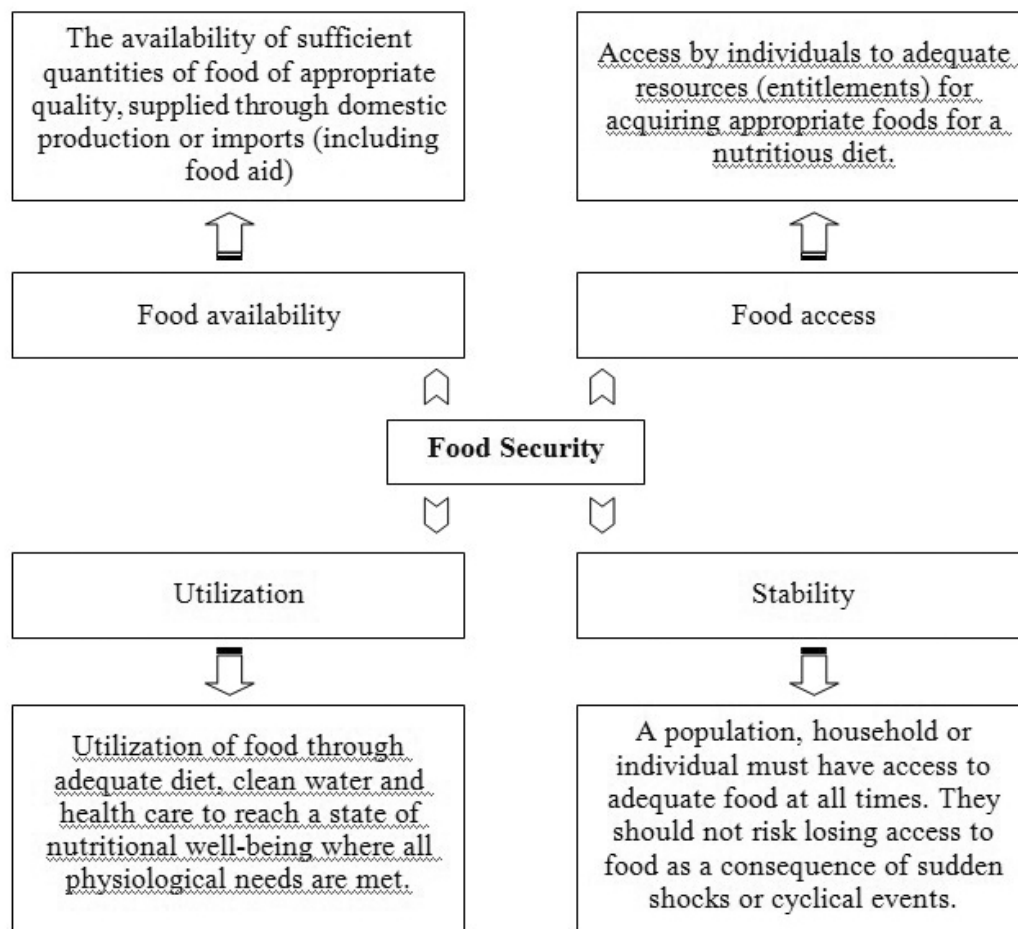 The availability of sufficient
quantities of food of appropriate
quality, supplied through domestic
production or imports (including
food aid)
Access by individuals to adequate
resources (entitlements) for
acquiring appropriate foods for a
nutritious diet.
Food availability
Food access
Food Security
Utilization
Stability
Utilization of food through
adequate diet, clean water and
health care to reach a state of
nutritional well-being where all
physiological needs are met.
A population, household or
individual must have access to
adequate food at all times. They
should not risk losing access to
food as a consequence of sudden
shocks or cyclical events.